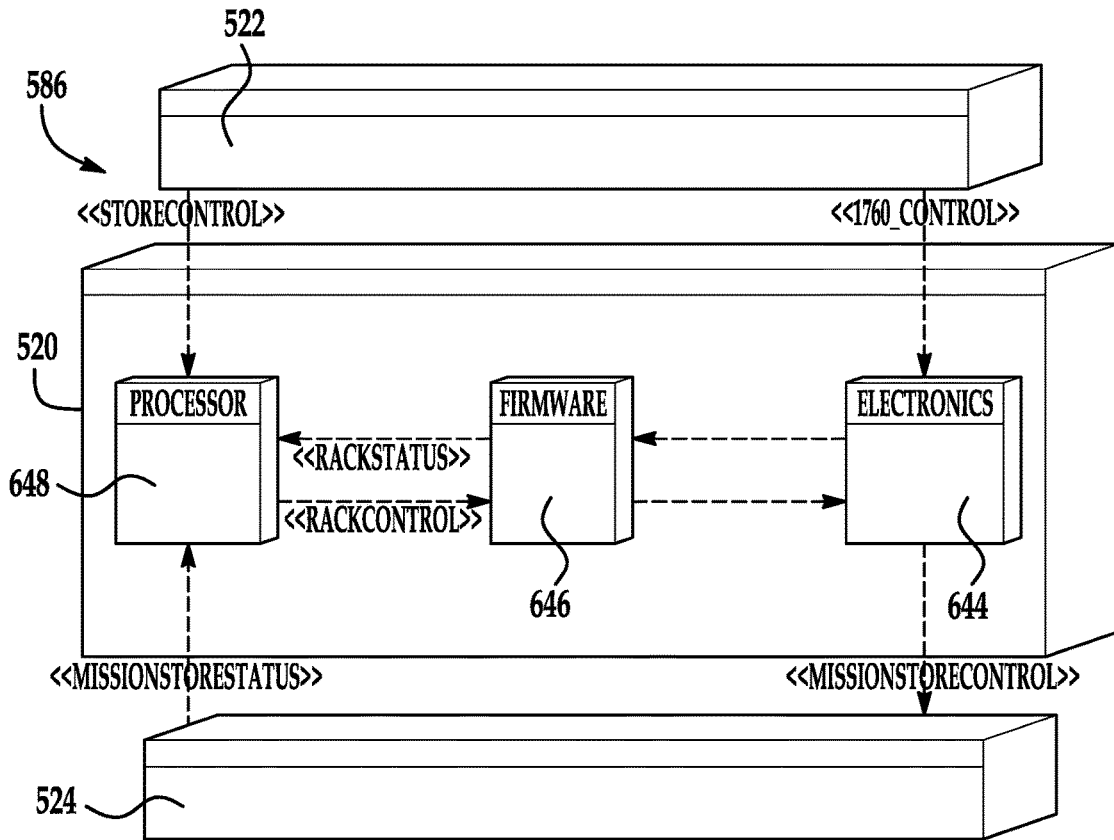 522
586
<<STORECONTROL>>
<<1760_CONTROL>>
520
PROCESSOR
FIRMWARE
ELECTRONICS
<<RACKSTATUS>>
648
<<RACKCONTROL>>
646
644
<<MISSIONSTORESTATUS>>
<<MISSIONSTORECONTROL>>
524